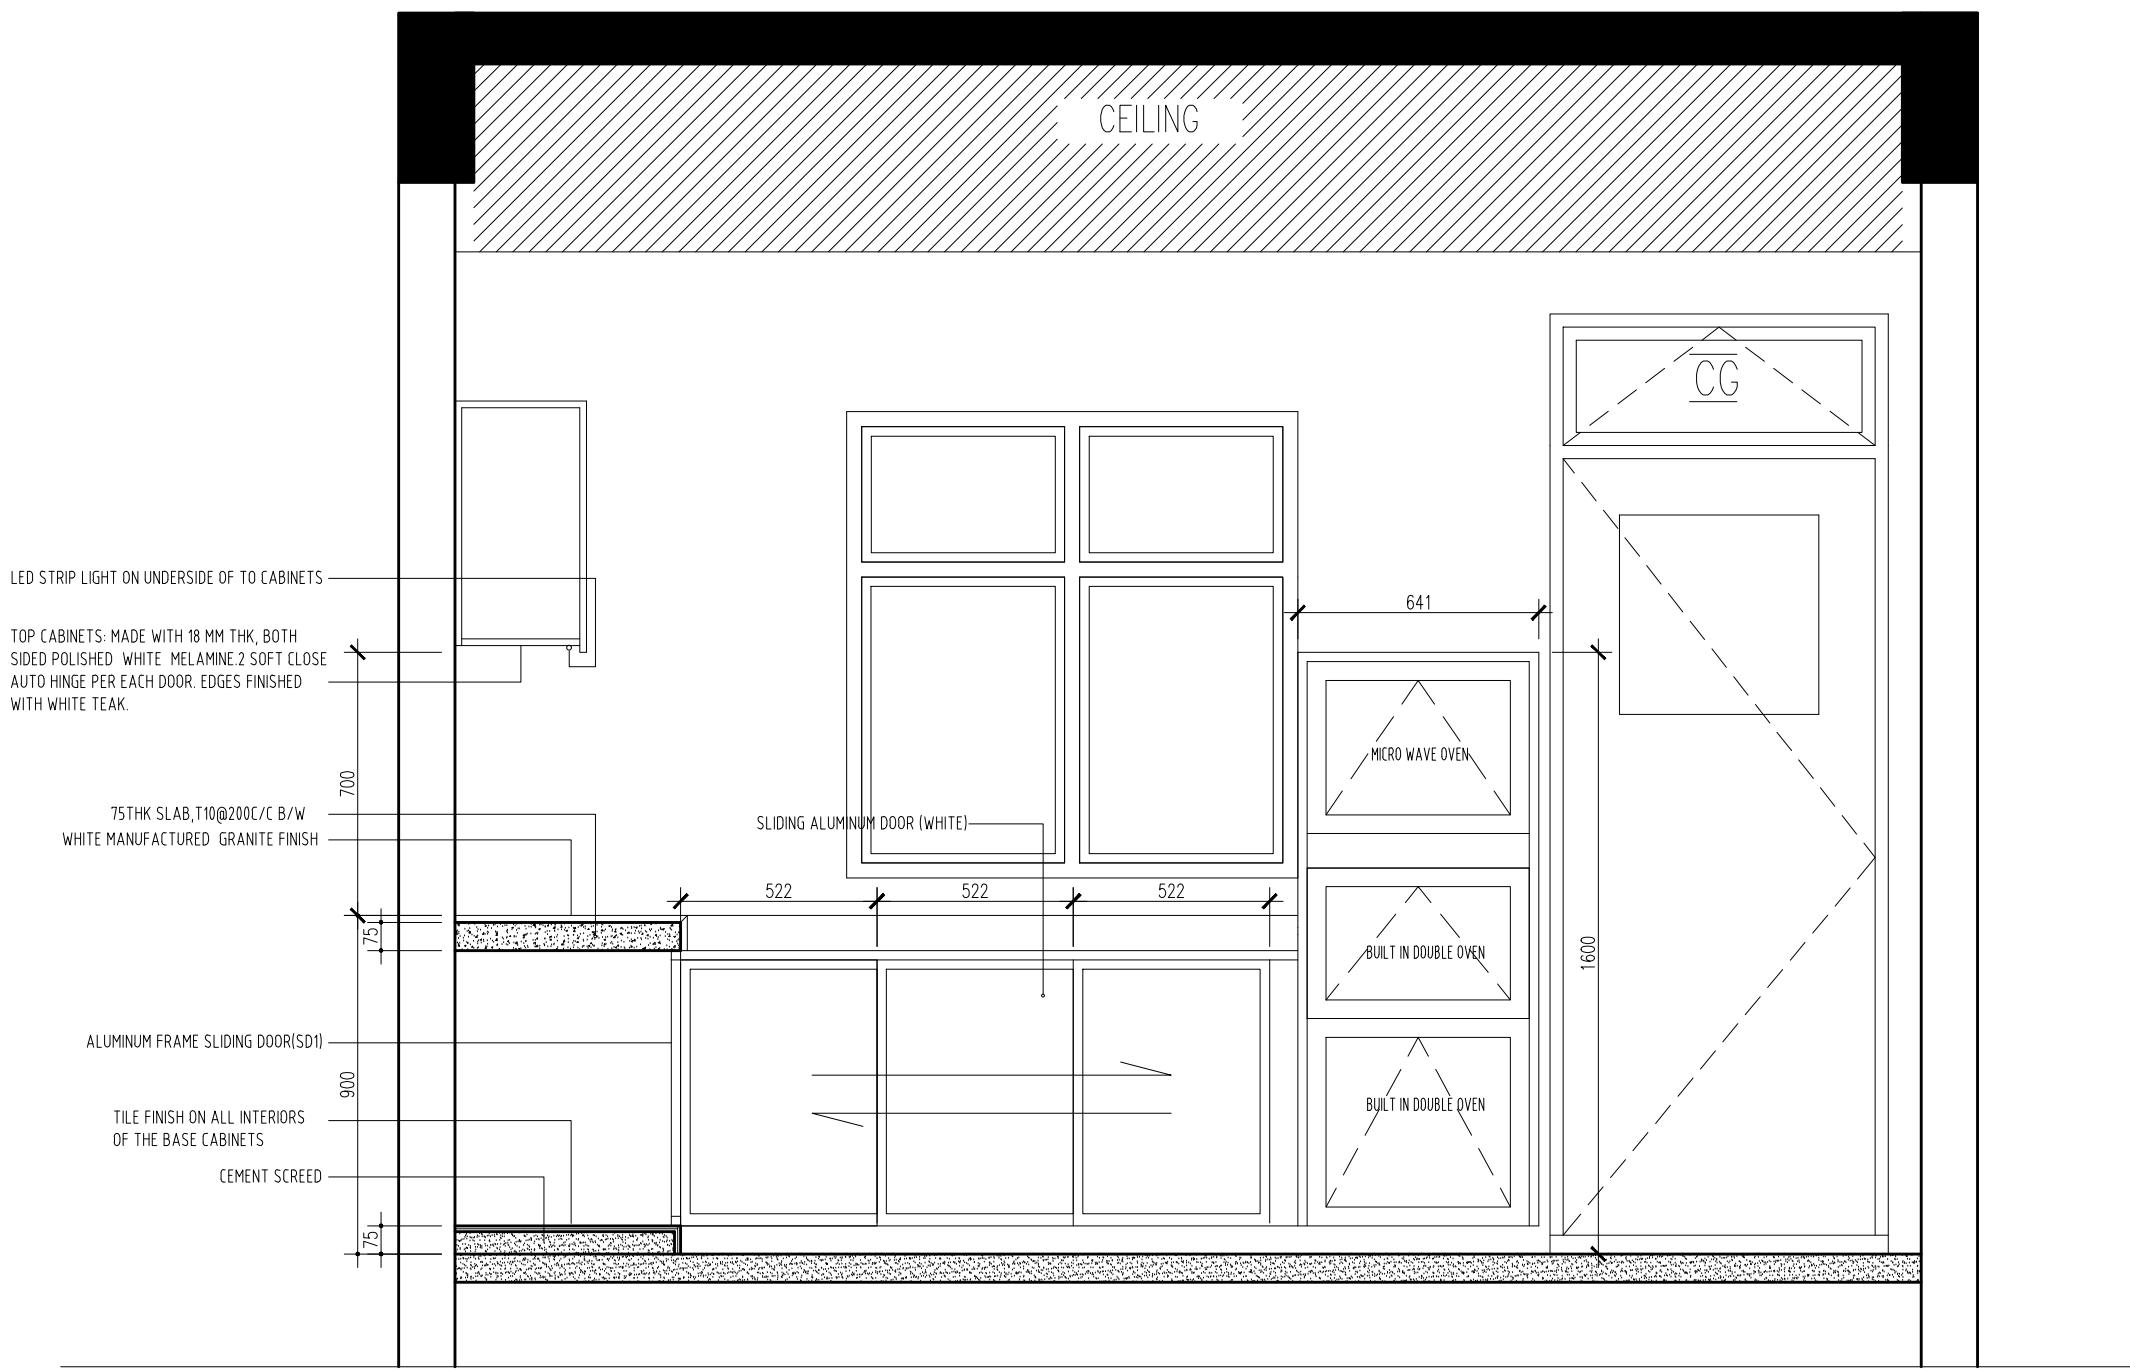 CEILING
CG
LED STRIP LIGHT ON UNDERSIDE OF TO CABINETS
641
TOP CABINETS: MADE WITH 18 MM THK, BOTH
SIDED POLISHED WHITE MELAMINE.2 SOFT CLOSE
AUTO HINGE PER EACH DOOR. EDGES FINISHED
WITH WHITE TEAK.
MICRO WAVE OVEN
700
75THK SLAB,T10@200C/C B/W
SLIDING ALUMINUM DOOR (WHITE)
WHITE MANUFACTURED GRANITE FINISH
522
522
522
75
BUILT IN DOUBLE OVEN
1600
ALUMINUM FRAME SLIDING DOOR(SD1)
900
BUILT IN DOUBLE OVEN
TILE FINISH ON ALL INTERIORS
OF THE BASE CABINETS
CEMENT SCREED
75